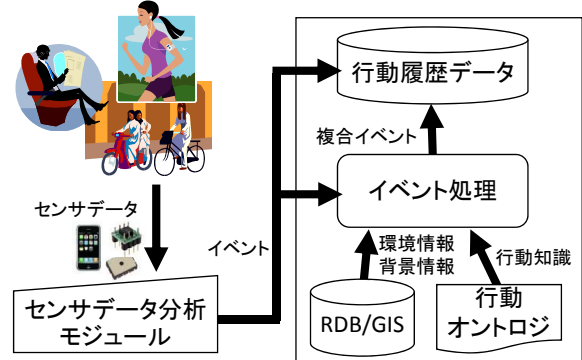 行動履歴データ
複合イベント
イベント処理
センサデータ
イベント
環境情報
背景情報
行動知識
センサデータ分析
モジュール
RDB/GIS
行動
オントロジ